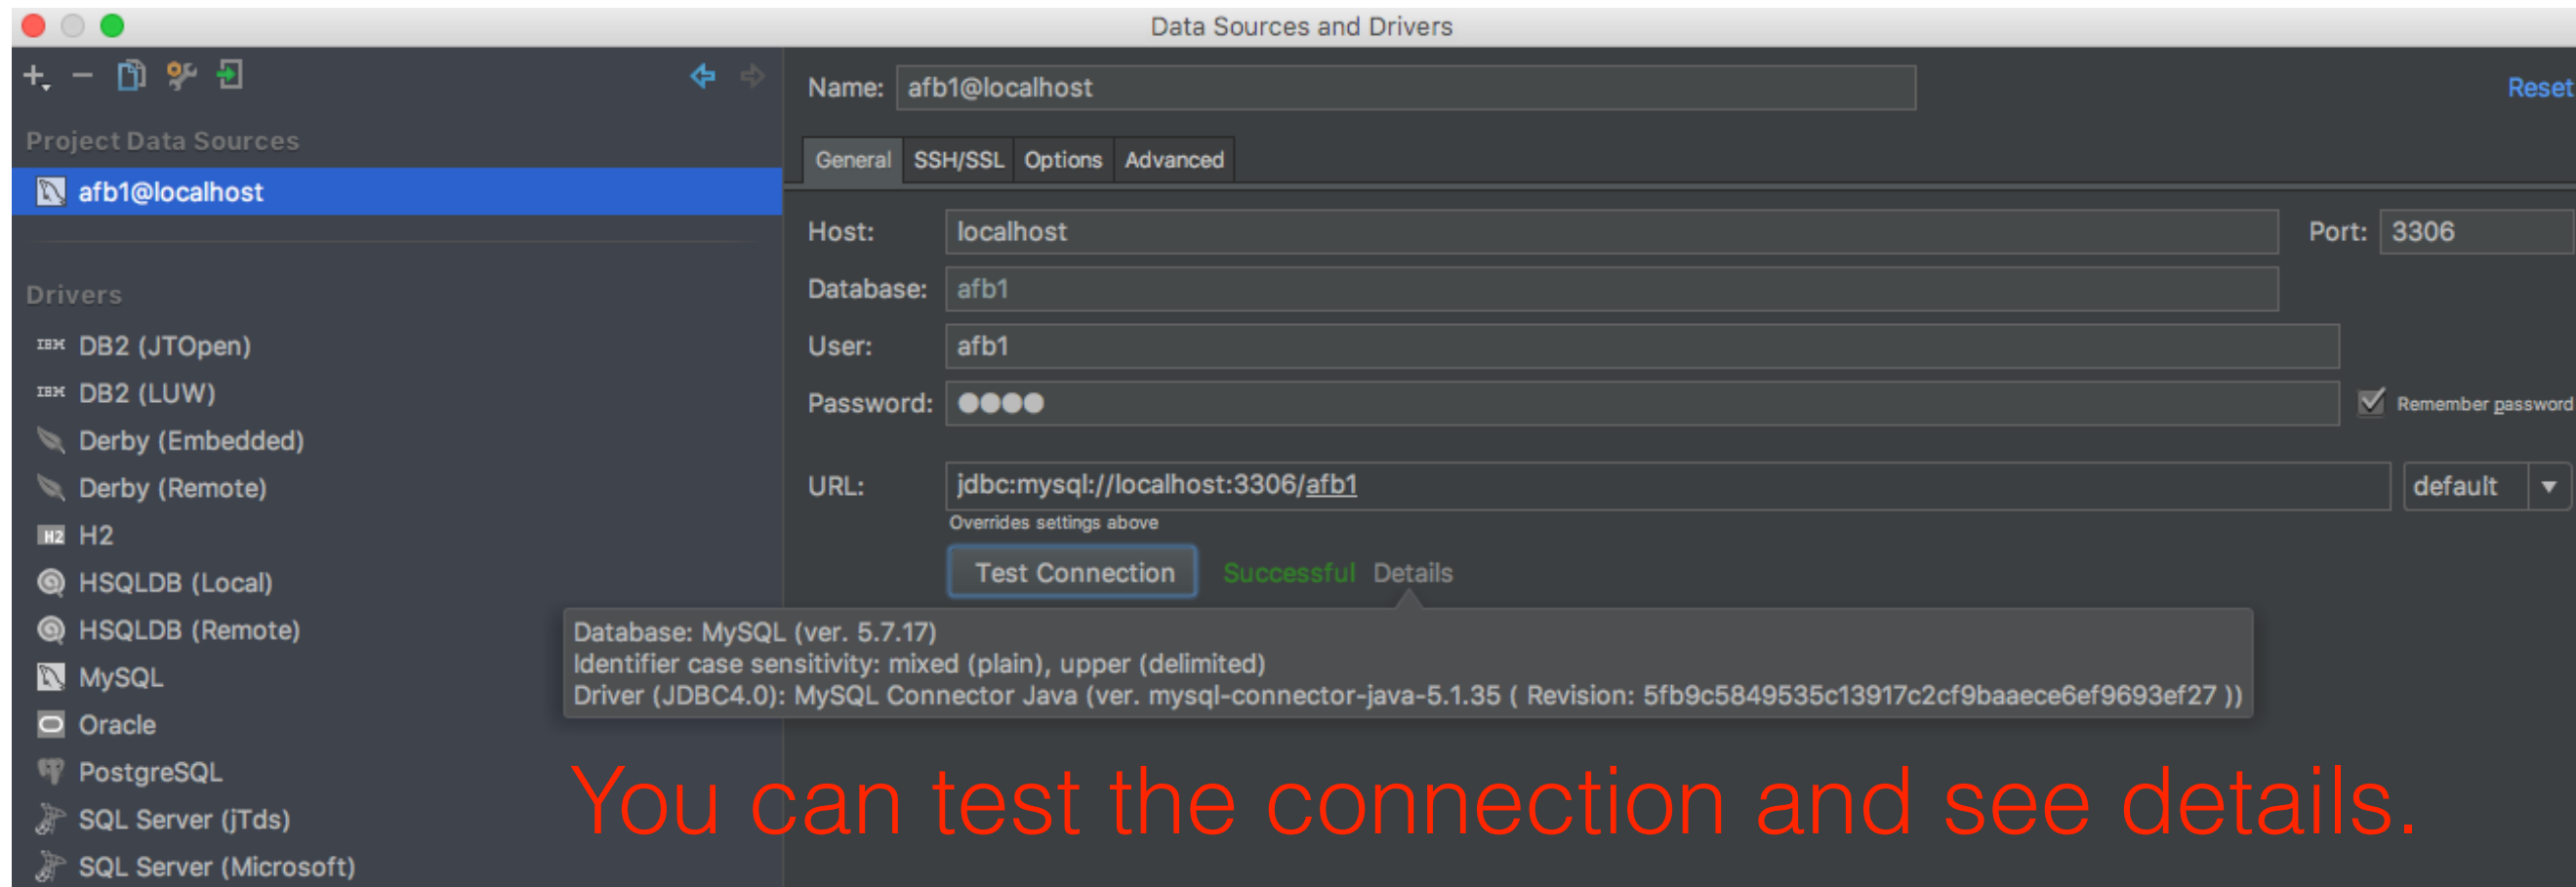 Data Sources and Drivers
Project Data Sources
afb1@localhost
Drivers
DB2 (JTOpen)
DB2 (LUW)
Derby (Embedded)
Derby (Remote)
H2
HSQLDB (Local)
HSQLDB (Remote)
MySQL
Oracle
PostgreSQL
SQL Server (jTds)
SQL Server (Microsoft)
Name: afb1@localhost Reset
General SSH/SSL Options Advanced
Host: localhost Port: 3306
Database: afb1
User: afb1
Password: ●●●● Remember password
URL: jdbc:mysql://localhost:3306/afb1 default
Overrides settings above
Test Connection Successful Details
Database: MySQL (ver. 5.7.17)
Identifier case sensitivity: mixed (plain), upper (delimited)
Driver (JDBC4.0): MySQL Connector Java (ver. mysql-connector-java-5.1.35 ( Revision: 5fb9c5849535c13917c2cf9baaece6ef9693ef27 ))
You can test the connection and see details.